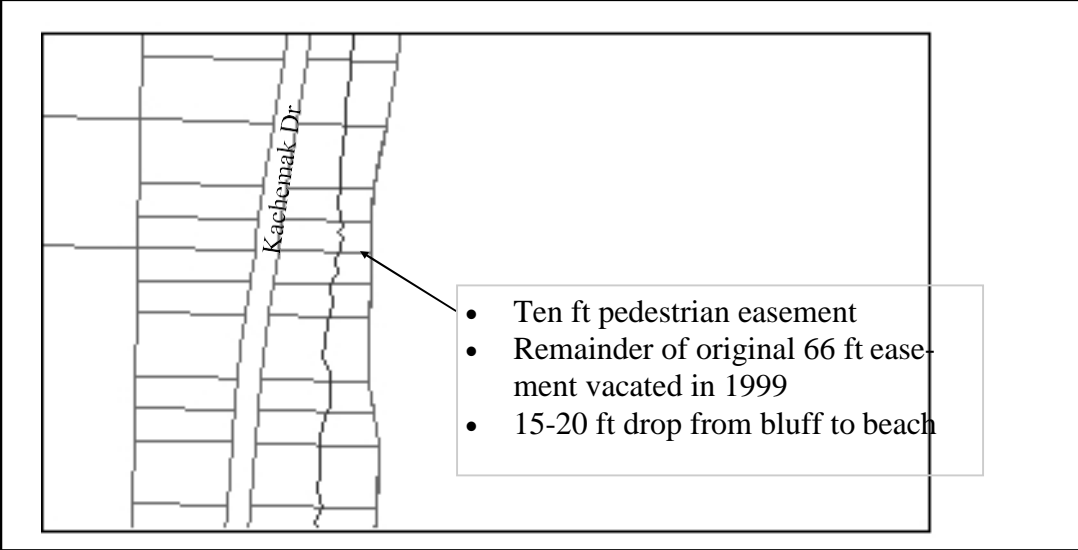 Kachemak Dr
• Ten ft pedestrian easement
• Remainder of original 66 ft ease-
ment vacated in 1999
• 15-20 ft drop from bluff to beach